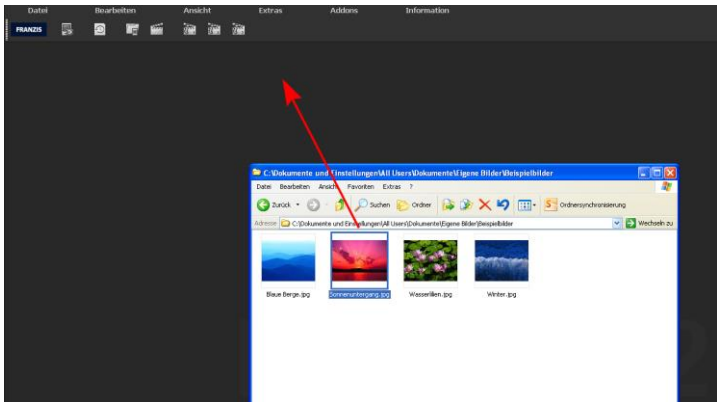 Datei Bearbeiten Ansicht Extras Addons Information
FRANZIS
C:\Dokumente und Einstellungen\All Users\Dokumente\Eigene Bilder\Beispielbilder
Datei Bearbeiten Ansicht Favoriten Extras ?
Zurück Suchen Ordner Ordnersynchronisierung
Adresse C:\Dokumente und Einstellungen\All Users\Dokumente\Eigene Bilder\Beispielbilder Wechseln zu
Blaue Berge.jpg Sonnenuntergang.jpg Wasserlilien.jpg Winter.jpg